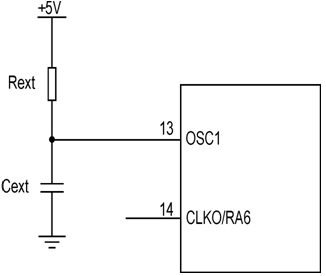 +5V
Rext
13
OSC1
Cext
14
CLKO/RA6